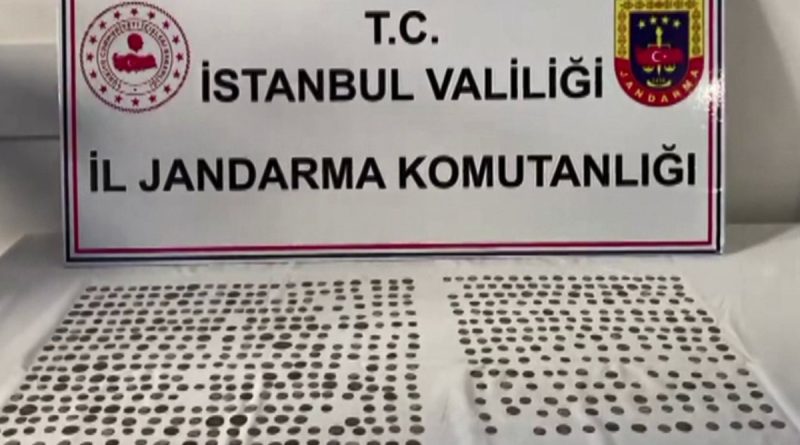 T.C.
İSTANBUL VALİLİĞİ
İL JANDARMA KOMUTANLIĞI
JANDARMA